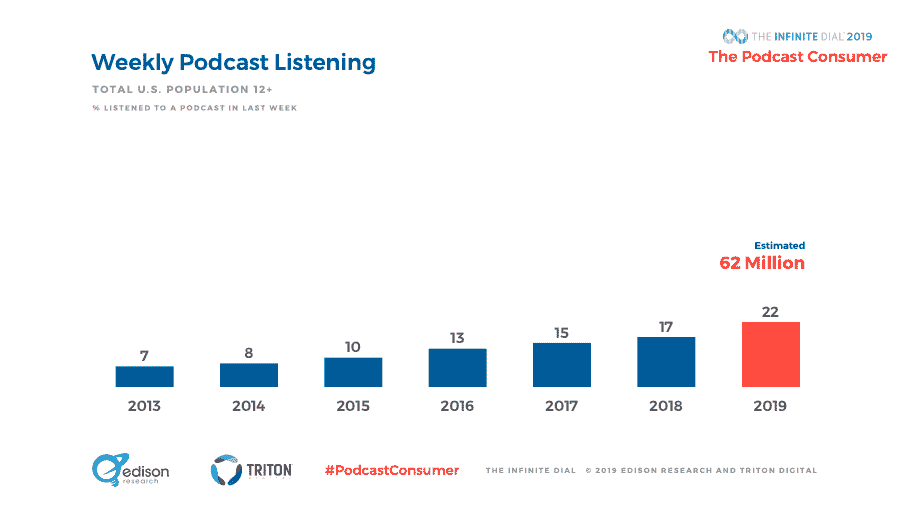 THE INFINITE DIAL 2019
The Podcast Consumer
Weekly Podcast Listening
TOTAL U.S. POPULATION 12+
% LISTENED TO A PODCAST IN LAST WEEK
Estimated
62 Million
7 8 10 13 15 17 22
2013 2014 2015 2016 2017 2018 2019
edison
research
TRITON
#PodcastConsumer
THE INFINITE DIAL © 2019 EDISON RESEARCH AND TRITON DIGITAL